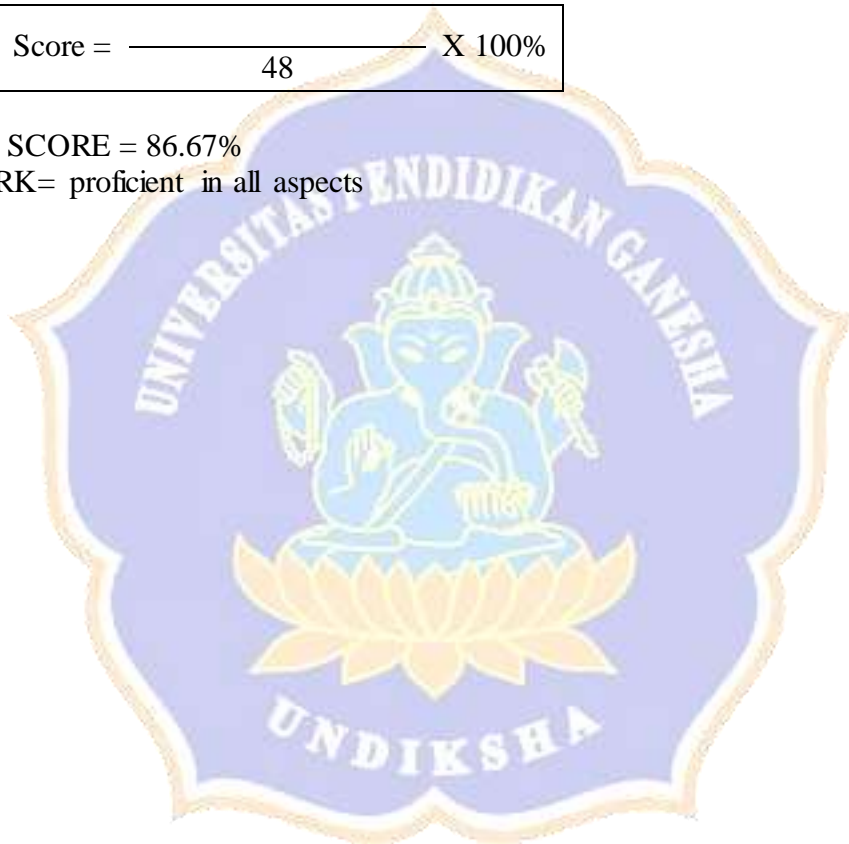 Score = ———————— X 100%
48
SCORE = 86.67%
RK= proficient in all aspects
UNIVERSITAS PENDIDIKAN GANESHA
UNDIKSHA